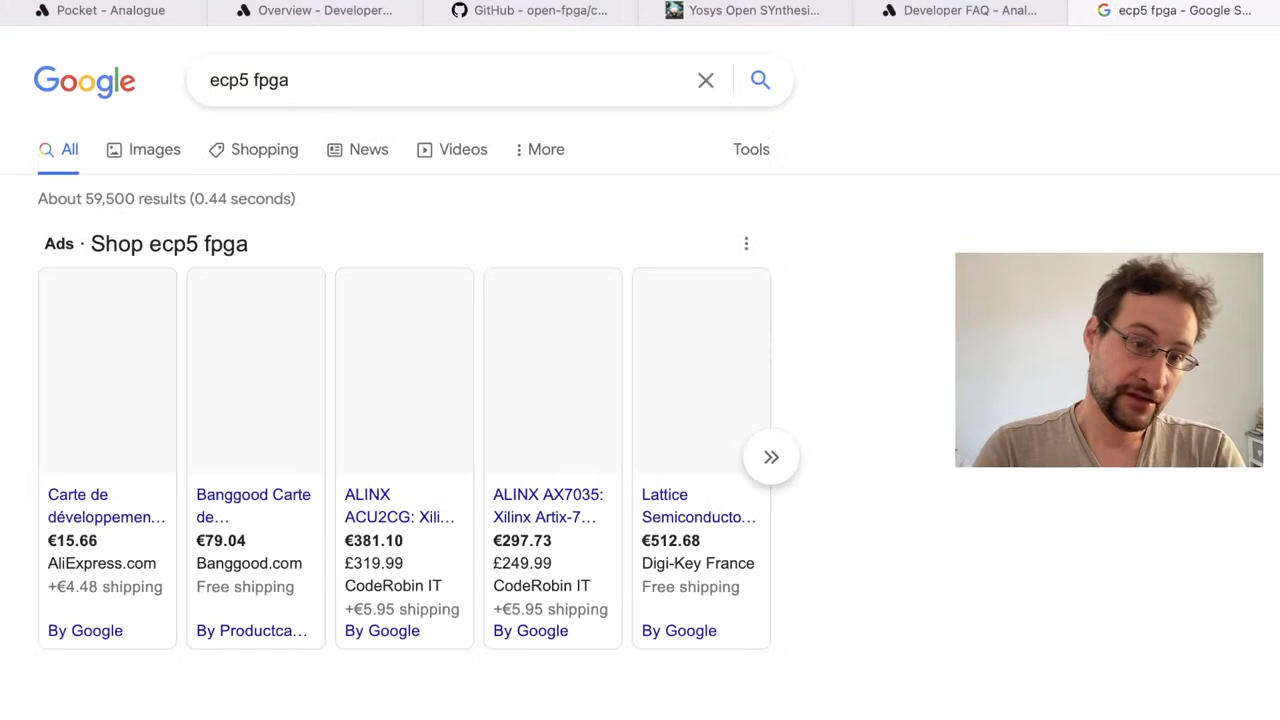 Pocket - Analogue
Overview - Developer...
GitHub - open-fpga/c...
Yosys Open SYnthesi...
Developer FAQ - Anal...
ecp5 fpga - Google S...
Google
ecp5 fpga
All
Images
Shopping
News
Videos
More
Tools
About 59,500 results (0.44 seconds)
Ads · Shop ecp5 fpga
Carte de
développemen...
€15.66
AliExpress.com
+€4.48 shipping
By Google
Banggood Carte
de...
€79.04
Banggood.com
Free shipping
By Productca...
ALINX
ACU2CG: Xili...
€381.10
£319.99
CodeRobin IT
+€5.95 shipping
By Google
ALINX AX7035:
Xilinx Artix-7...
€297.73
£249.99
CodeRobin IT
+€5.95 shipping
By Google
Lattice
Semiconducto...
€512.68
Digi-Key France
Free shipping
By Google